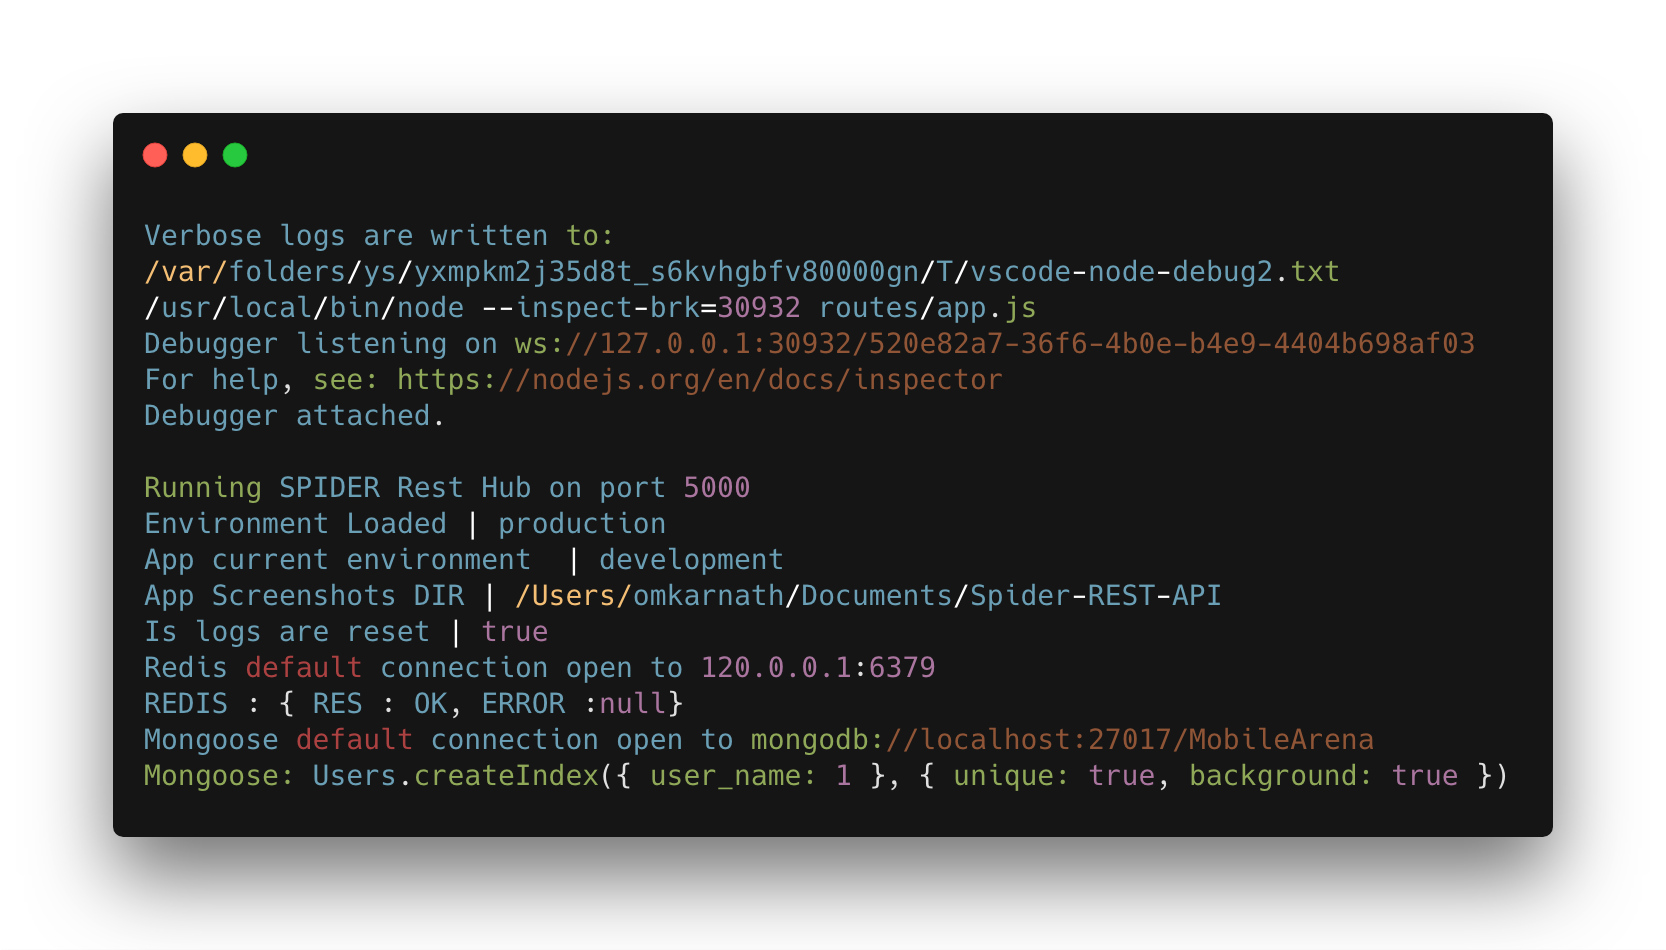 Verbose logs are written to:
/var/folders/ys/yxmpkm2j35d8t_s6kvhgbfv80000gn/T/vscode-node-debug2.txt
/usr/local/bin/node --inspect-brk=30932 routes/app.js
Debugger listening on ws://127.0.0.1:30932/520e82a7-36f6-4b0e-b4e9-4404b698af03
For help, see: https://nodejs.org/en/docs/inspector
Debugger attached.
Running SPIDER Rest Hub on port 5000
Environment Loaded | production
App current environment  | development
App Screenshots DIR | /Users/omkarnath/Documents/Spider-REST-API
Is logs are reset | true
Redis default connection open to 120.0.0.1:6379
REDIS : { RES : OK, ERROR :null}
Mongoose default connection open to mongodb://localhost:27017/MobileArena
Mongoose: Users.createIndex({ user_name: 1 }, { unique: true, background: true })